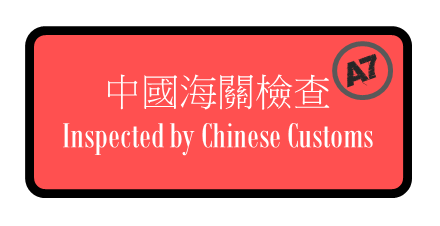 A7
中國海關檢查
Inspected by Chinese Customs